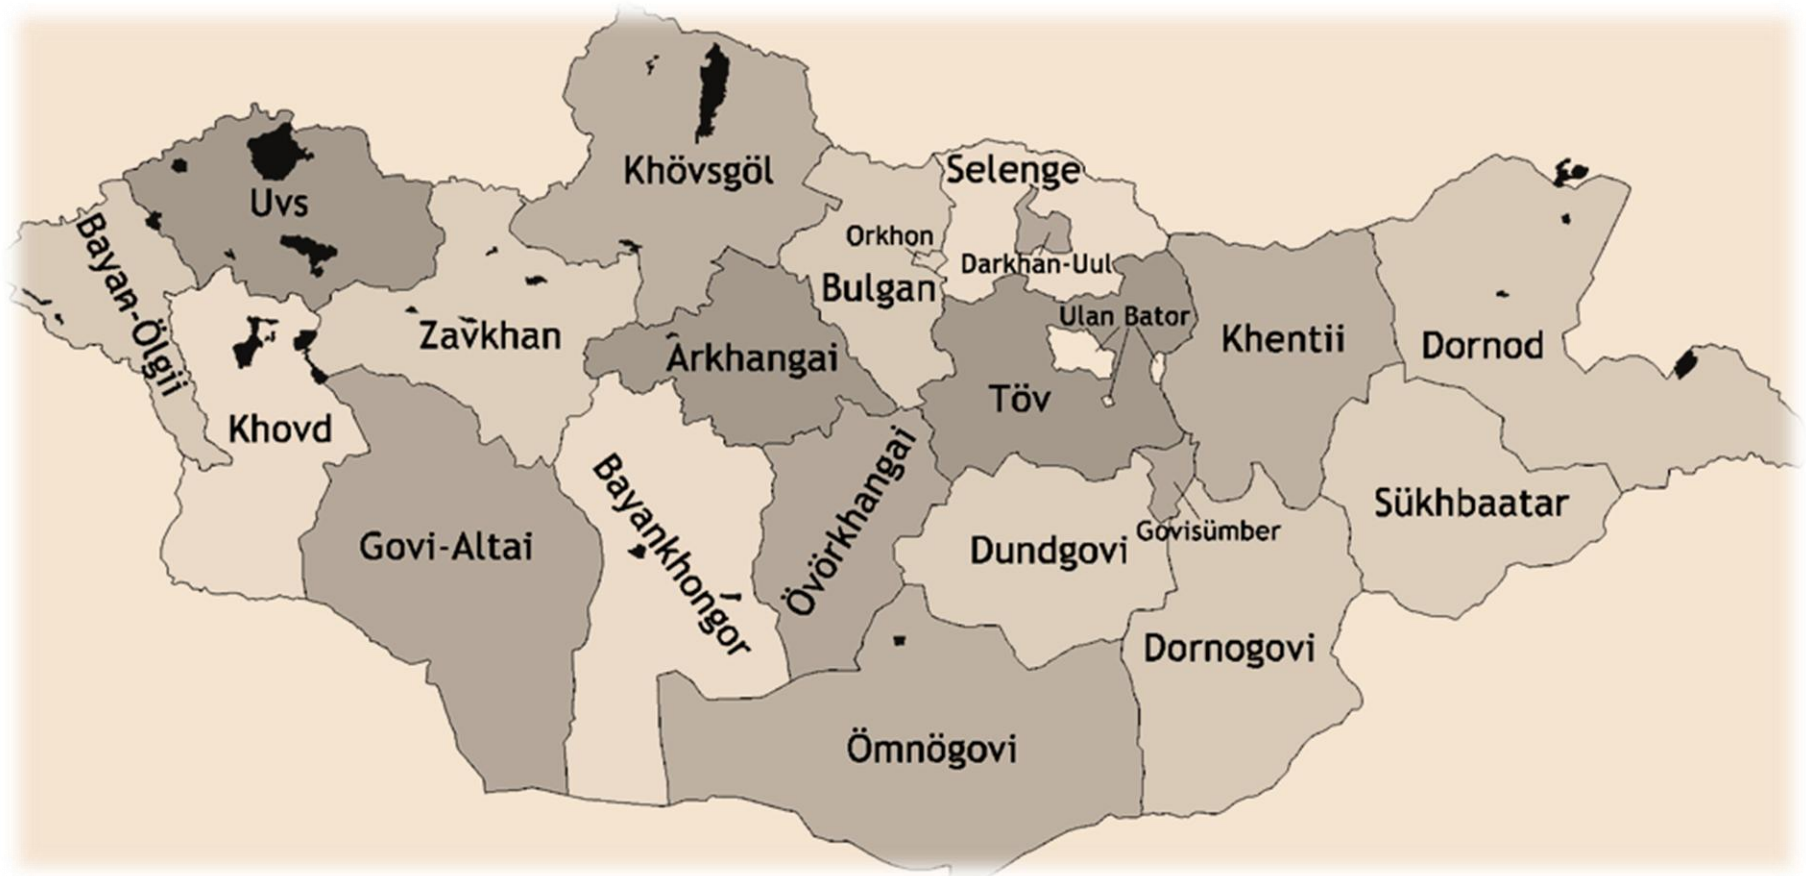 Khövsgöl
Selenge
Uvs
Bayan-Ölgii
Orkhon
Darkhan-Uul
Bulgan
Ulan Bator
Zavkhan
Arkhangai
Khentii
Dornod
Töv
Khovd
Övörkhangai
Bayankhongor
Sükhbaatar
Govisümber
Govi-Altai
Dundgovi
Dornogovi
Ömnögovi